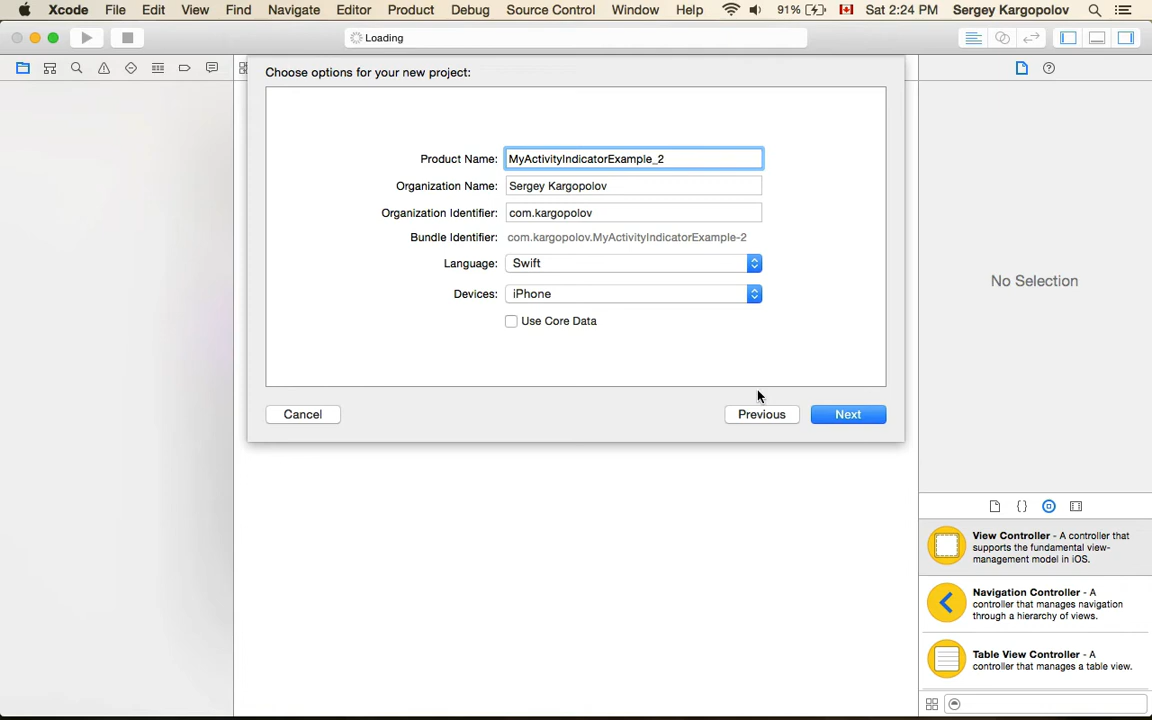 Xcode File Edit View Find Navigate Editor Product Debug Source Control Window Help 91% Sat 2:24 PM Sergey Kargopolov
Loading
Choose options for your new project:
Product Name: MyActivityIndicatorExample_2
Organization Name: Sergey Kargopolov
Organization Identifier: com.kargopolov
Bundle Identifier: com.kargopolov.MyActivityIndicatorExample-2
Language: Swift
Devices: iPhone
Use Core Data
Cancel Previous Next
No Selection
View Controller - A controller that
supports the fundamental view-
management model in iOS.
Navigation Controller - A
controller that manages navigation
through a hierarchy of views.
Table View Controller - A
controller that manages a table view.